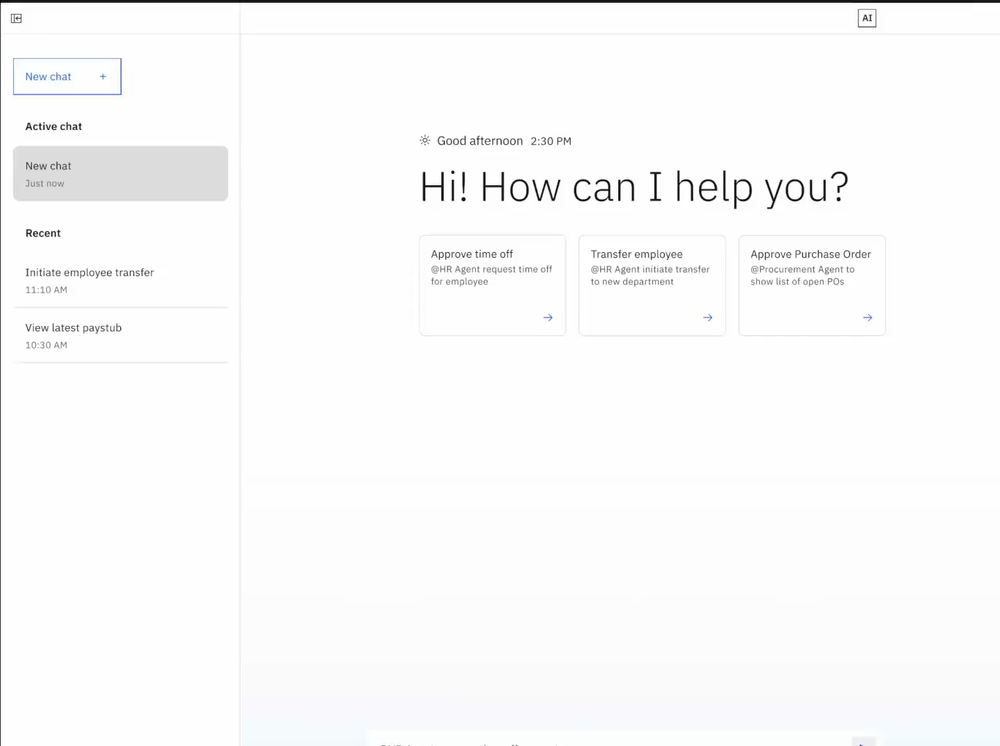 AI
New chat +
Active chat
New chat
Just now
Recent
Initiate employee transfer
11:10 AM
View latest paystub
10:30 AM
Good afternoon 2:30 PM
Hi! How can I help you?
Approve time off
@HR Agent request time off
for employee
Transfer employee
@HR Agent initiate transfer
to new department
Approve Purchase Order
@Procurement Agent to
show list of open POs